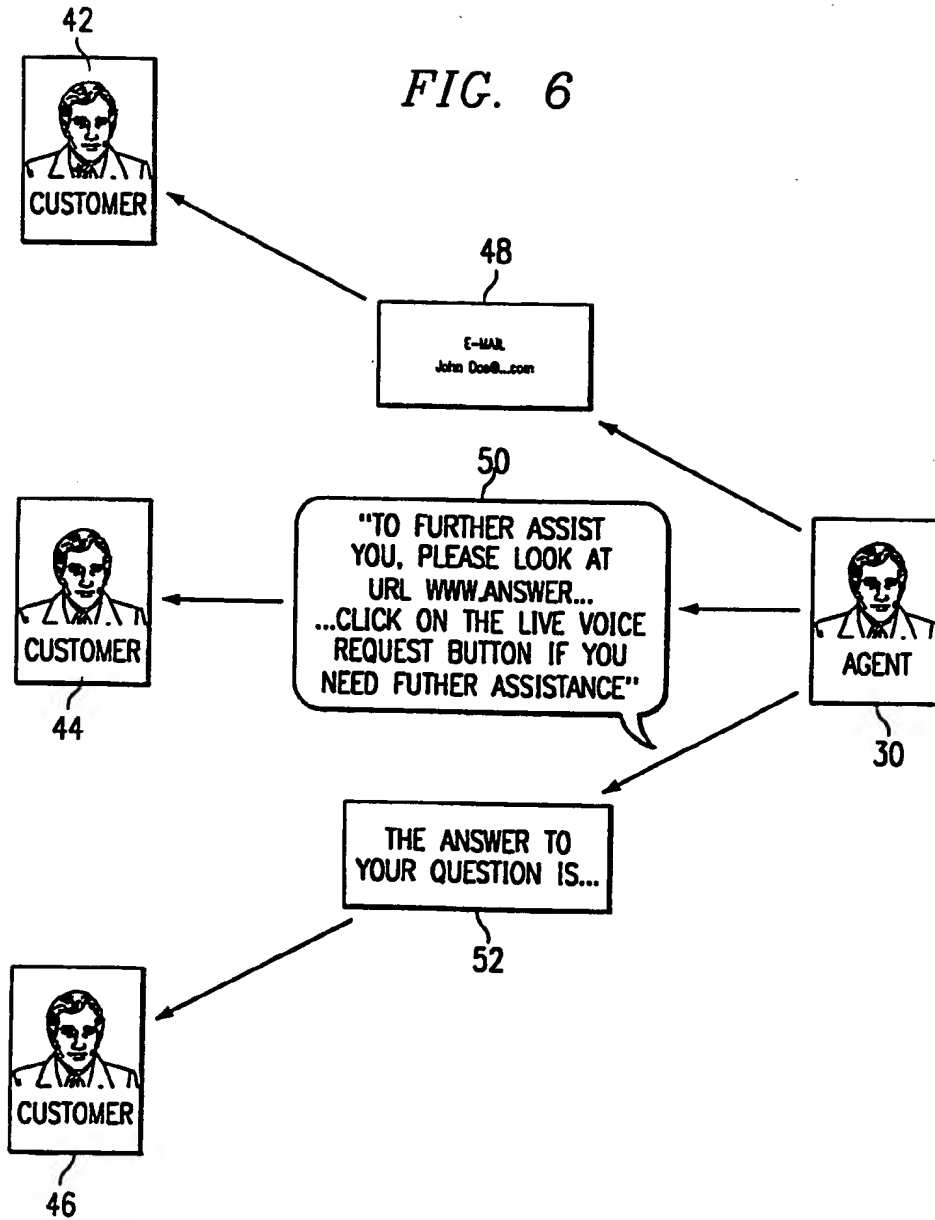 42
FIG. 6
CUSTOMER
48
E-MAIL
John Doe@...com
50
"TO FURTHER ASSIST
YOU, PLEASE LOOK AT
URL WWW.ANSWER...
...CLICK ON THE LIVE VOICE
REQUEST BUTTON IF YOU
NEED FUTHER ASSISTANCE"
CUSTOMER
44
AGENT
30
THE ANSWER TO
YOUR QUESTION IS...
52
CUSTOMER
46